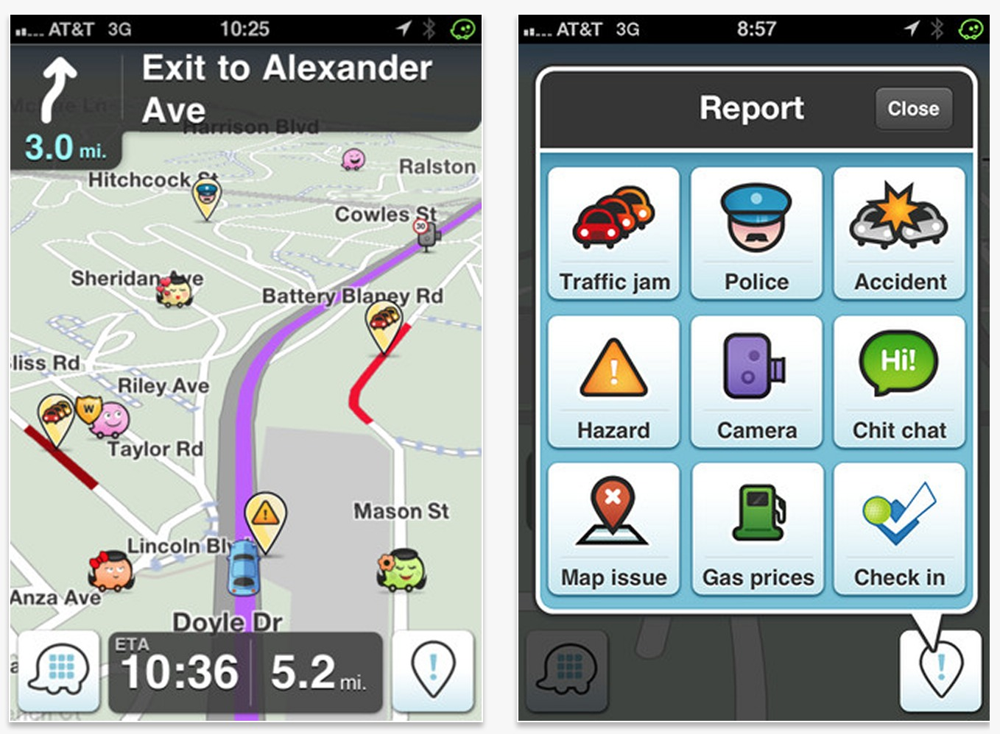 AT&T 3G 10:25
Exit to Alexander
Ave
3.0 mi.
Harrison Blvd
Ralston
Hitchcock St
Cowles St
30
Sheridan Ave
Battery Blaney Rd
liss Rd
Riley Ave
W
Taylor Rd
Mason St
Lincoln Blv
Anza Ave
Doyle Dr
ETA
10:36 5.2 mi.
AT&T 3G 8:57
Report Close
Traffic jam Police Accident
Hi!
Hazard Camera Chit chat
Map issue Gas prices Check in